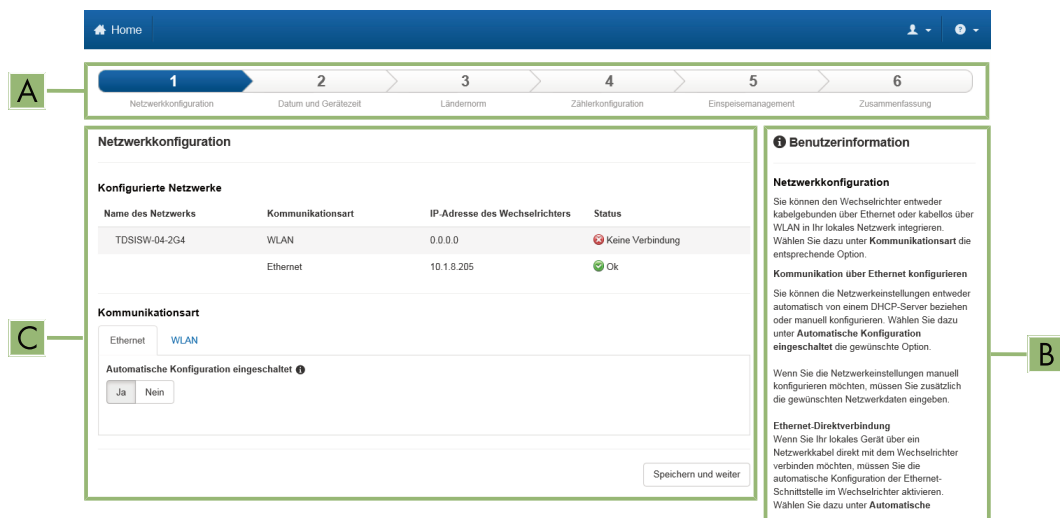 Home
A
1 2 3 4 5 6
Netzwerkkonfiguration Datum und Gerätezeit Ländernorm Zählerkonfiguration Einspeisemanagement Zusammenfassung
C
Netzwerkkonfiguration
Konfigurierte Netzwerke
Name des Netzwerks Kommunikationsart IP-Adresse des Wechselrichters Status
TDSISW-04-2G4 WLAN 0.0.0.0 Keine Verbindung
Ethernet 10.1.8.205 Ok
Kommunikationsart
Ethernet WLAN
Automatische Konfiguration eingeschaltet
Ja Nein
Speichern und weiter
B
Benutzerinformation
Netzwerkkonfiguration
Sie können den Wechselrichter entweder
kabelgebunden über Ethernet oder kabellos über
WLAN in Ihr lokales Netzwerk integrieren.
Wählen Sie dazu unter Kommunikationsart die
entsprechende Option.
Kommunikation über Ethernet konfigurieren
Sie können die Netzwerkeinstellungen entweder
automatisch von einem DHCP-Server beziehen
oder manuell konfigurieren. Wählen Sie dazu
unter Automatische Konfiguration
eingeschaltet die gewünschte Option.
Wenn Sie die Netzwerkeinstellungen manuell
konfigurieren möchten, müssen Sie zusätzlich
die gewünschten Netzwerkdaten eingeben.
Ethernet-Direktverbindung
Wenn Sie Ihr lokales Gerät über ein
Netzwerkkabel direkt mit dem Wechselrichter
verbinden möchten, müssen Sie die
automatische Konfiguration der Ethernet-
Schnittstelle im Wechselrichter aktivieren.
Wählen Sie dazu unter Automatische